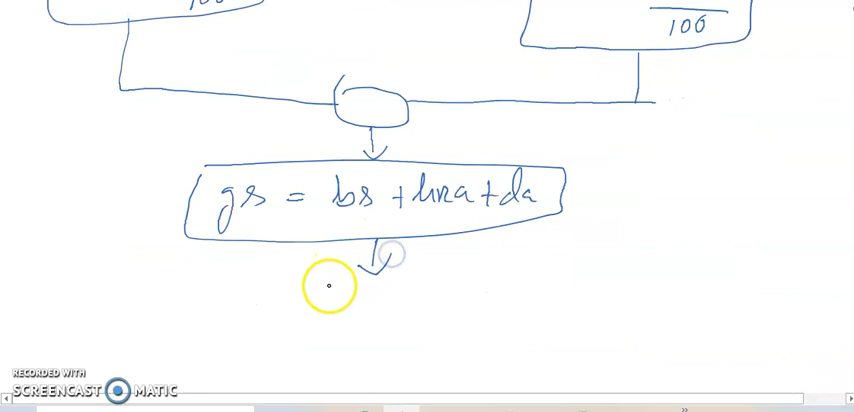 100
100
gs = bs + hra + da
RECORDED WITH
SCREENCAST MATIC